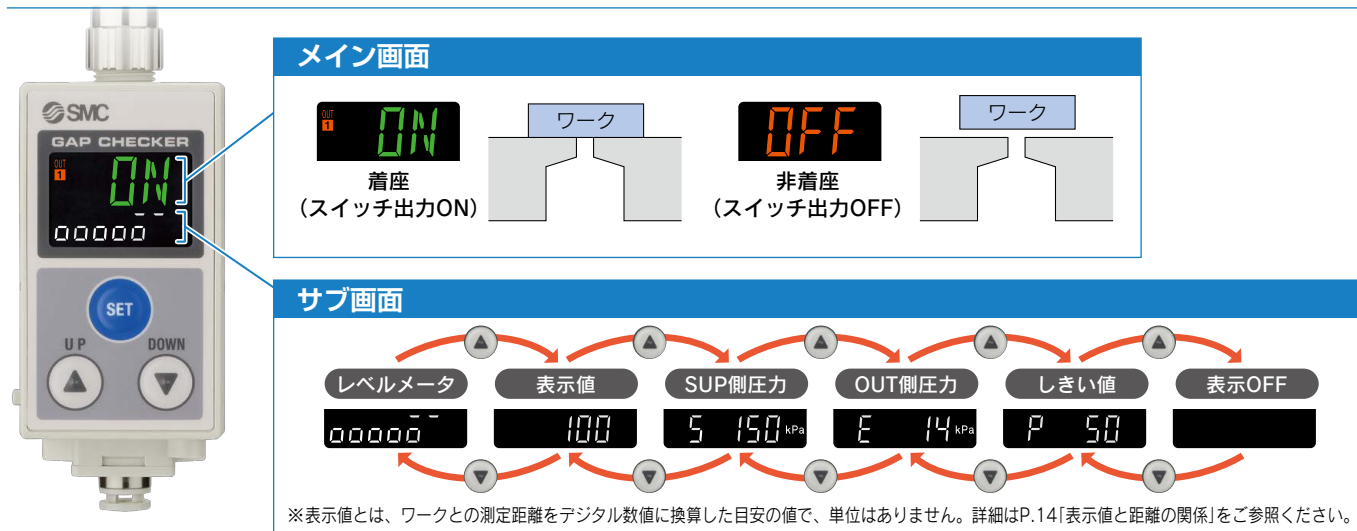 SMC
GAP CHECKER
OUT
1
ON
SET
UP
DOWN
メイン画面
OUT
1
ON
着座
(スイッチ出力ON)
ワーク
OFF
非着座
(スイッチ出力OFF)
ワーク
サブ画面
レベルメータ
表示値
SUP側圧力
OUT側圧力
しきい値
表示OFF
100
S 150 kPa
E 14 kPa
P 50
※表示値とは、ワークとの測定距離をデジタル数値に換算した目安の値で、単位はありません。詳細はP.14「表示値と距離の関係」をご参照ください。